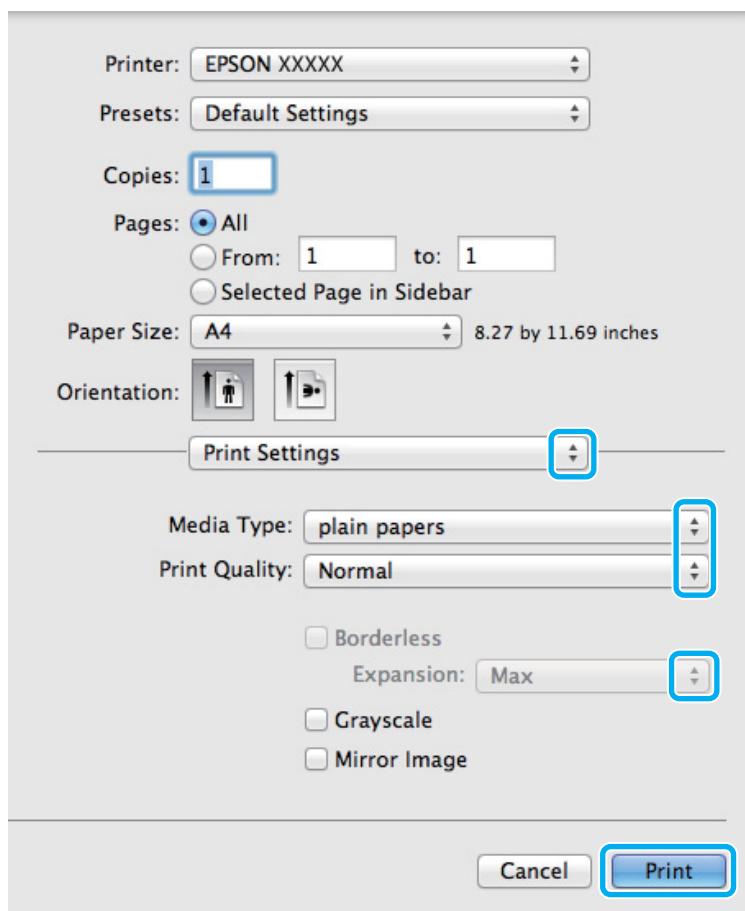 Printer: EPSON XXXXX
Presets: Default Settings
Copies: 1
Pages: All
From: 1 to: 1
Selected Page in Sidebar
Paper Size: A4 8.27 by 11.69 inches
Orientation:
Print Settings
Media Type: plain papers
Print Quality: Normal
Borderless
Expansion: Max
Grayscale
Mirror Image
Cancel Print